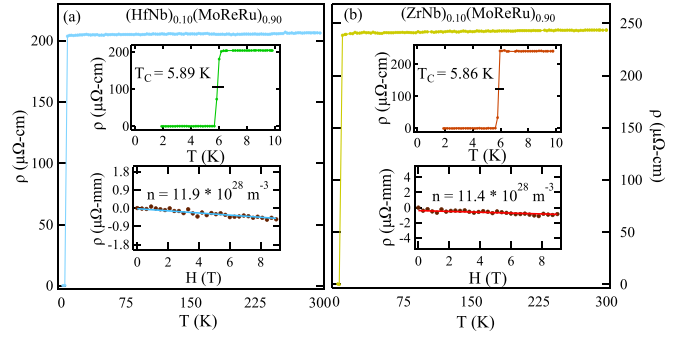 (a) (HfNb)0.10(MoReRu)0.90
200
150
100
50
0
ρ (μΩ-cm)
0 75 150 225 300
T (K)
200
100
0
ρ (μΩ-cm)
TC = 5.89 K
0 2 4 6 8 10
T (K)
1.8
0.9
0.0
-0.9
-1.8
ρ (μΩ-mm)
n = 11.9 * 10^28 m^-3
0 2 4 6 8
H (T)
(b) (ZrNb)0.10(MoReRu)0.90
250
200
150
100
50
0
ρ (μΩ-cm)
0 75 150 225 300
T (K)
200
100
0
ρ (μΩ-cm)
TC = 5.86 K
0 2 4 6 8 10
T (K)
4
2
0
-2
-4
ρ (μΩ-mm)
n = 11.4 * 10^28 m^-3
0 2 4 6 8
H (T)